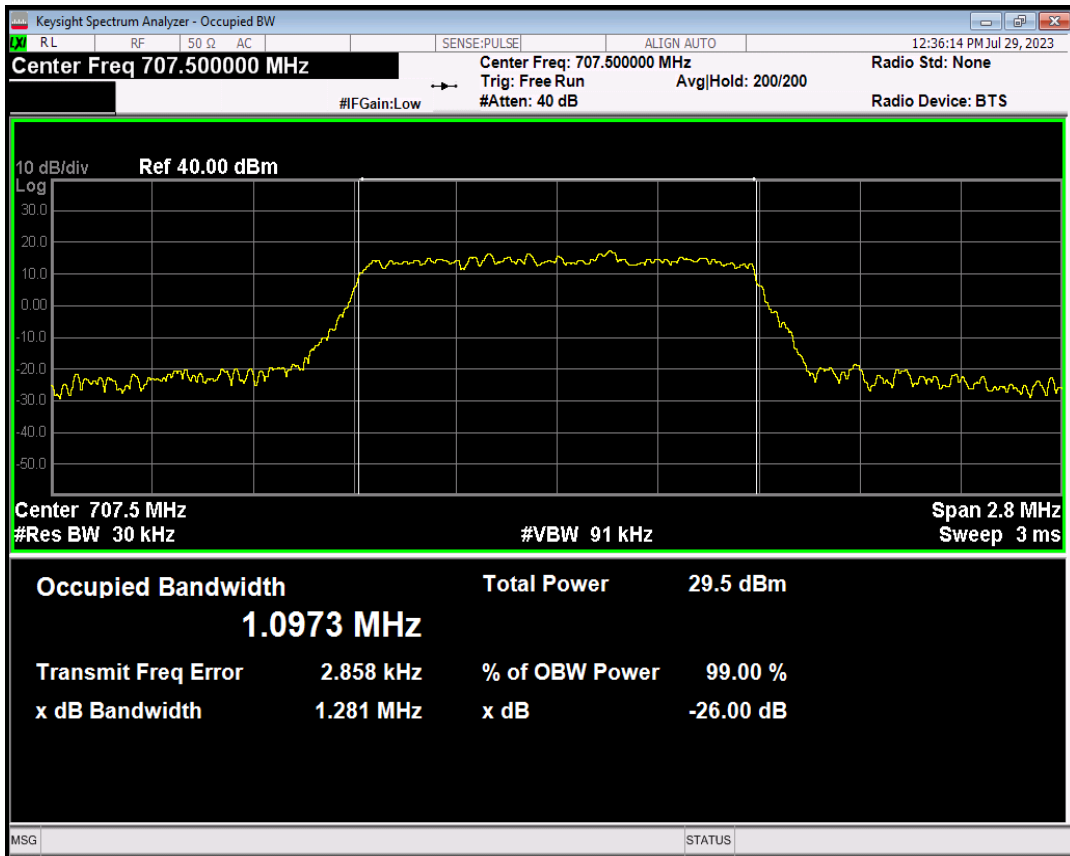 Keysight Spectrum Analyzer - Occupied BW
LXI RL RF 50 Ω AC SENSE:PULSE ALIGN AUTO 12:36:14 PM Jul 29, 2023
Center Freq 707.500000 MHz Center Freq: 707.500000 MHz Radio Std: None
Trig: Free Run Avg|Hold: 200/200
#IFGain:Low #Atten: 40 dB Radio Device: BTS
10 dB/div Ref 40.00 dBm
Log
30.0
20.0
10.0
0.00
-10.0
-20.0
-30.0
-40.0
-50.0
Center 707.5 MHz Span 2.8 MHz
#Res BW 30 kHz #VBW 91 kHz Sweep 3 ms
Occupied Bandwidth Total Power 29.5 dBm
1.0973 MHz
Transmit Freq Error 2.858 kHz % of OBW Power 99.00 %
x dB Bandwidth 1.281 MHz x dB -26.00 dB
MSG STATUS